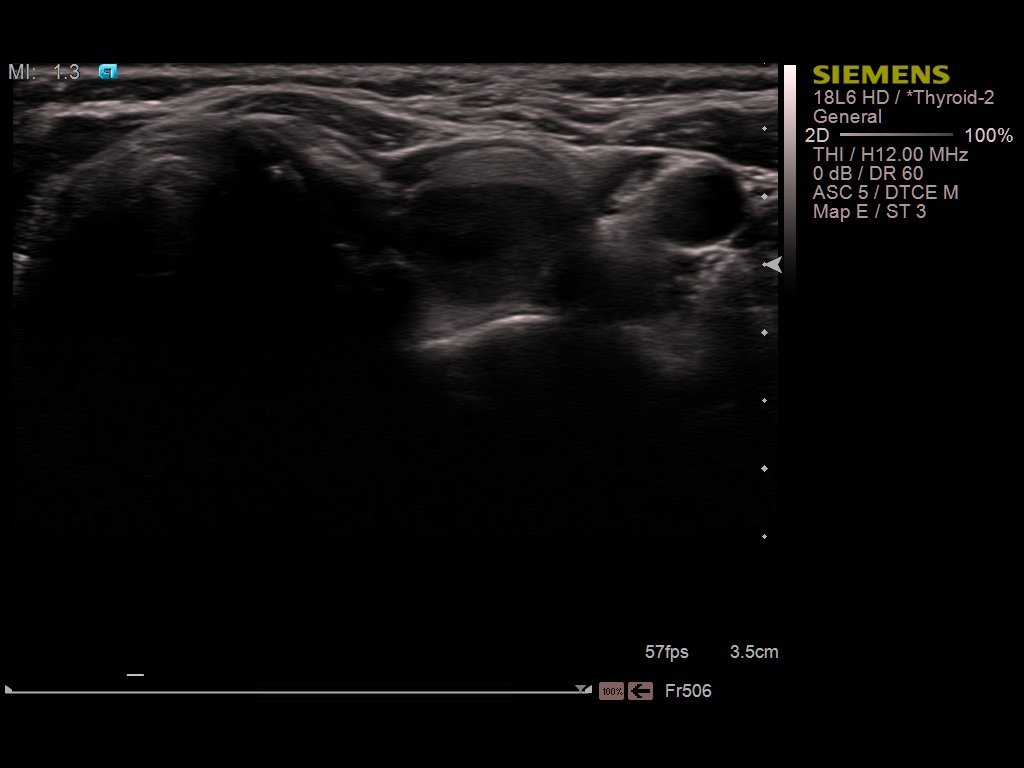 MI: 1.3
SIEMENS
18L6 HD / *Thyroid-2
General
2D 100%
THI / H12.00 MHz
0 dB / DR 60
ASC 5 / DTCE M
Map E / ST 3
57fps 3.5cm
100% Fr506